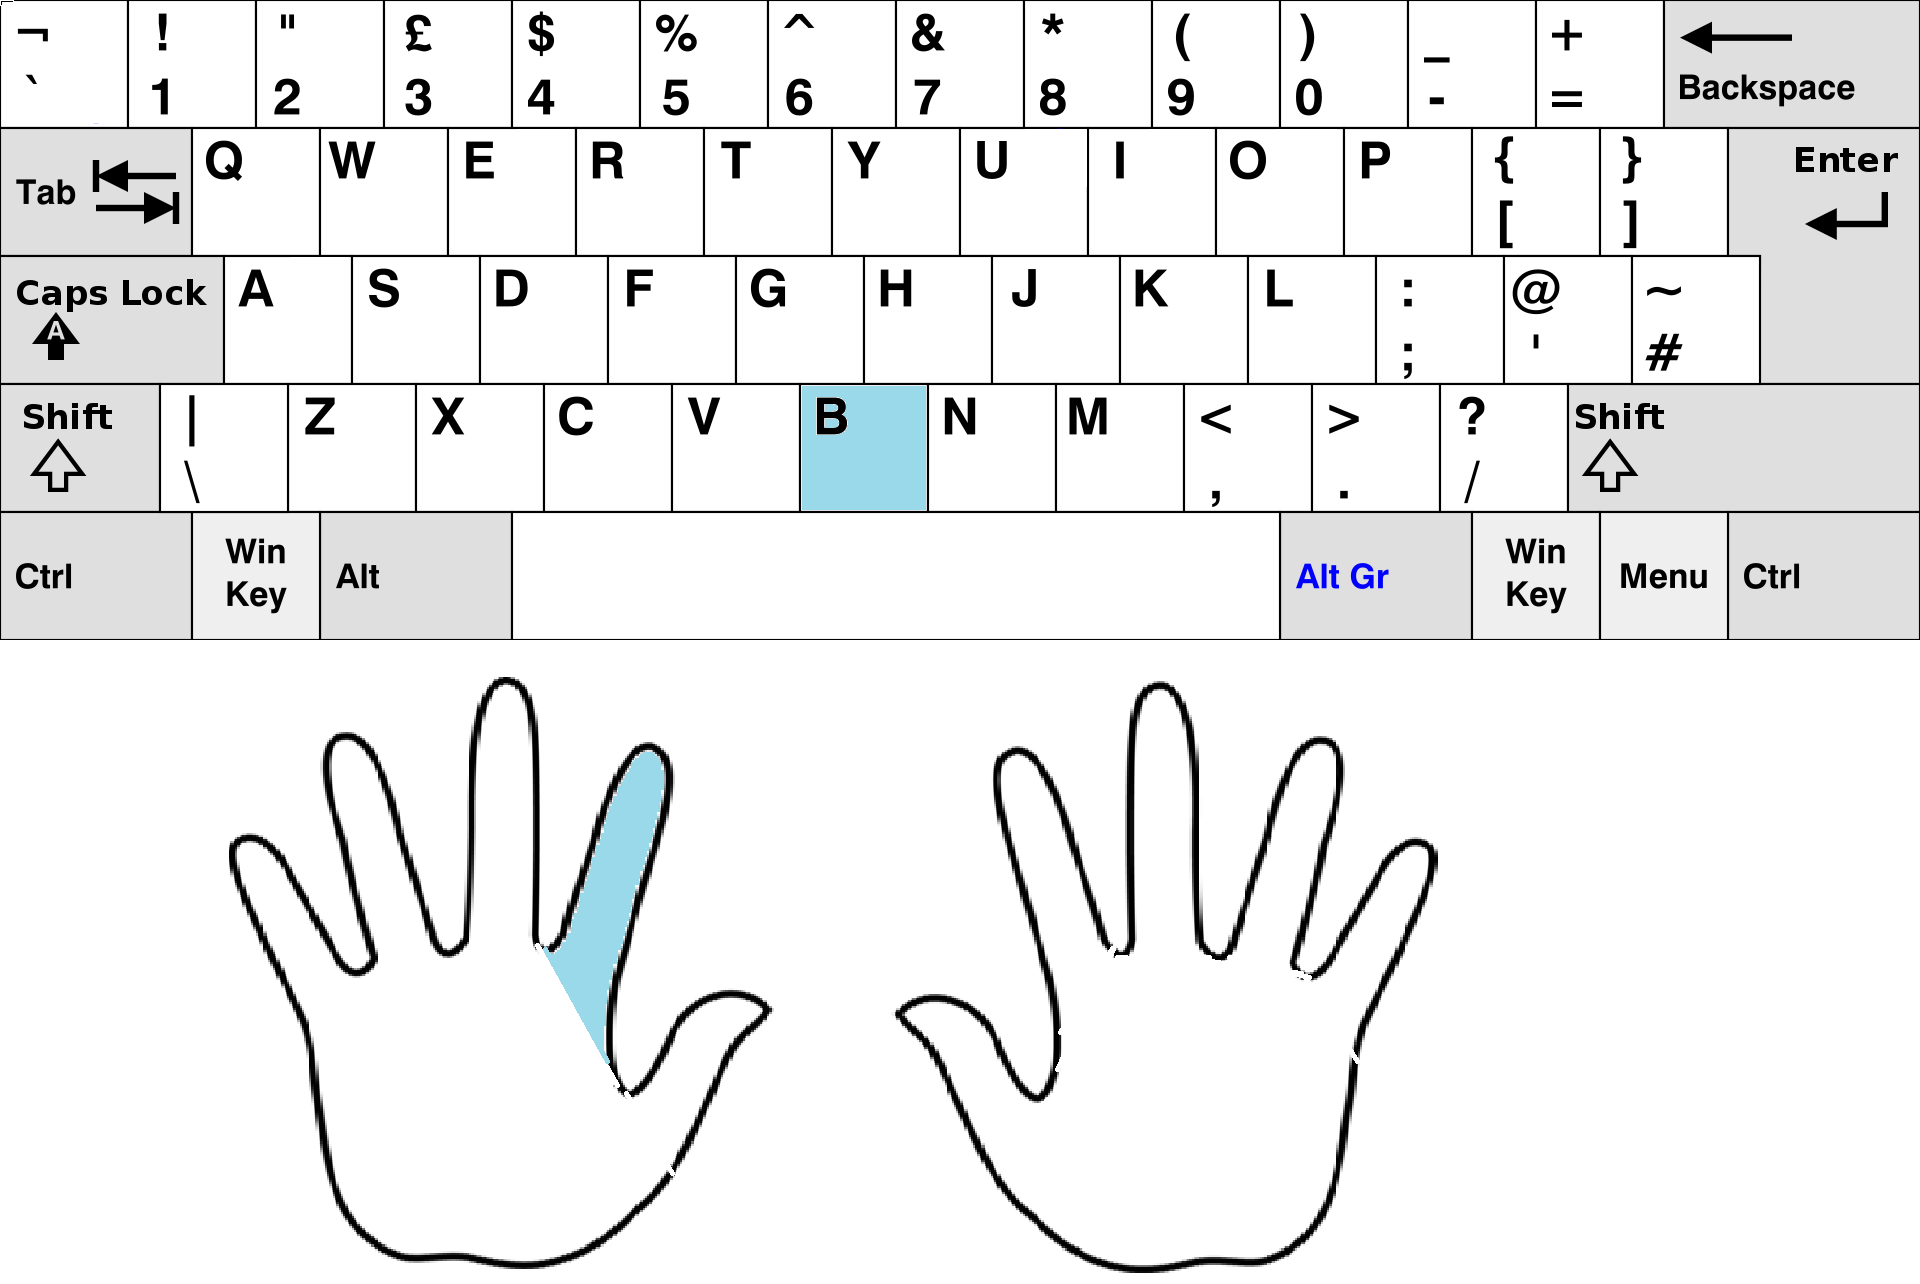 ¬ ! " £ $ % ^ & * ( ) _ +
` 1 2 3 4 5 6 7 8 9 0 - = Backspace
Tab Q W E R T Y U I O P { } Enter
[ ]
Caps Lock A S D F G H J K L : @ ~
A ; ' #
Shift | Z X C V B N M < > ? Shift
\ , . /
Ctrl Win Key Alt Alt Gr Win Key Menu Ctrl